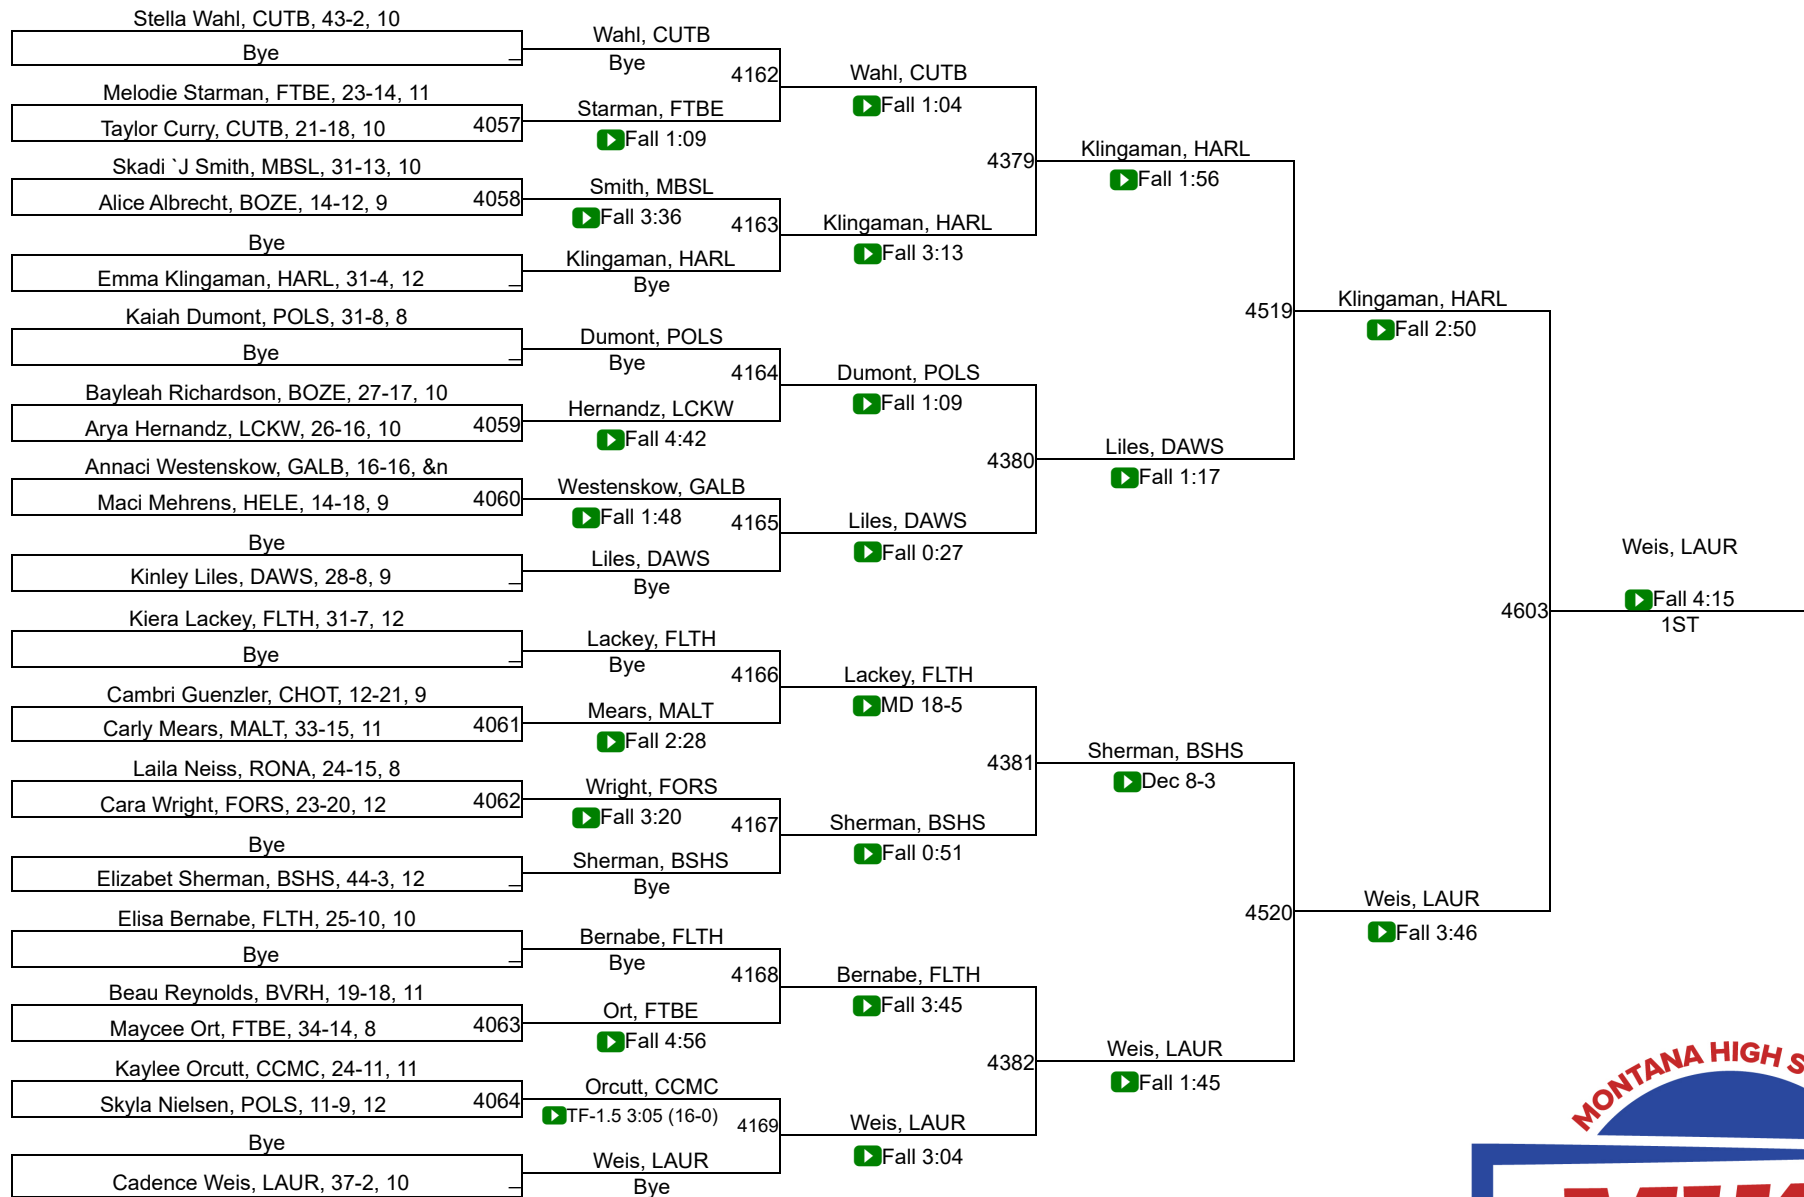 Stella Wahl, CUTB, 43-2, 10
Bye
Melodie Starman, FTBE, 23-14, 11
Taylor Curry, CUTB, 21-18, 10
4057
Skadi `J Smith, MBSL, 31-13, 10
Alice Albrecht, BOZE, 14-12, 9
4058
Bye
Emma Klingaman, HARL, 31-4, 12
Kaiah Dumont, POLS, 31-8, 8
Bye
Bayleah Richardson, BOZE, 27-17, 10
Arya Hernandz, LCKW, 26-16, 10
4059
Annaci Westenskow, GALB, 16-16, &n
Maci Mehrens, HELE, 14-18, 9
4060
Bye
Kinley Liles, DAWS, 28-8, 9
Kiera Lackey, FLTH, 31-7, 12
Bye
Cambri Guenzler, CHOT, 12-21, 9
Carly Mears, MALT, 33-15, 11
4061
Laila Neiss, RONA, 24-15, 8
Cara Wright, FORS, 23-20, 12
4062
Bye
Elizabet Sherman, BSHS, 44-3, 12
Elisa Bernabe, FLTH, 25-10, 10
Bye
Beau Reynolds, BVRH, 19-18, 11
Maycee Ort, FTBE, 34-14, 8
4063
Kaylee Orcutt, CCMC, 24-11, 11
Skyla Nielsen, POLS, 11-9, 12
4064
Bye
Cadence Weis, LAUR, 37-2, 10
Wahl, CUTB
Bye
4162
Starman, FTBE
Fall 1:09
Smith, MBSL
Fall 3:36
4163
Klingaman, HARL
Bye
Dumont, POLS
Bye
4164
Hernandz, LCKW
Fall 4:42
Westenskow, GALB
Fall 1:48
4165
Liles, DAWS
Bye
Lackey, FLTH
Bye
4166
Mears, MALT
Fall 2:28
Wright, FORS
Fall 3:20
4167
Sherman, BSHS
Bye
Bernabe, FLTH
Bye
4168
Ort, FTBE
Fall 4:56
Orcutt, CCMC
TF-1.5 3:05 (16-0)
4169
Weis, LAUR
Bye
Wahl, CUTB
Fall 1:04
4379
Klingaman, HARL
Fall 3:13
Dumont, POLS
Fall 1:09
4380
Liles, DAWS
Fall 0:27
Lackey, FLTH
MD 18-5
4381
Sherman, BSHS
Fall 0:51
Bernabe, FLTH
Fall 3:45
4382
Weis, LAUR
Fall 3:04
Klingaman, HARL
Fall 1:56
4519
Liles, DAWS
Fall 1:17
Sherman, BSHS
Dec 8-3
4520
Weis, LAUR
Fall 1:45
Klingaman, HARL
Fall 2:50
4603
Weis, LAUR
Fall 3:46
Weis, LAUR
Fall 4:15
1ST
MONTANA HIGH S